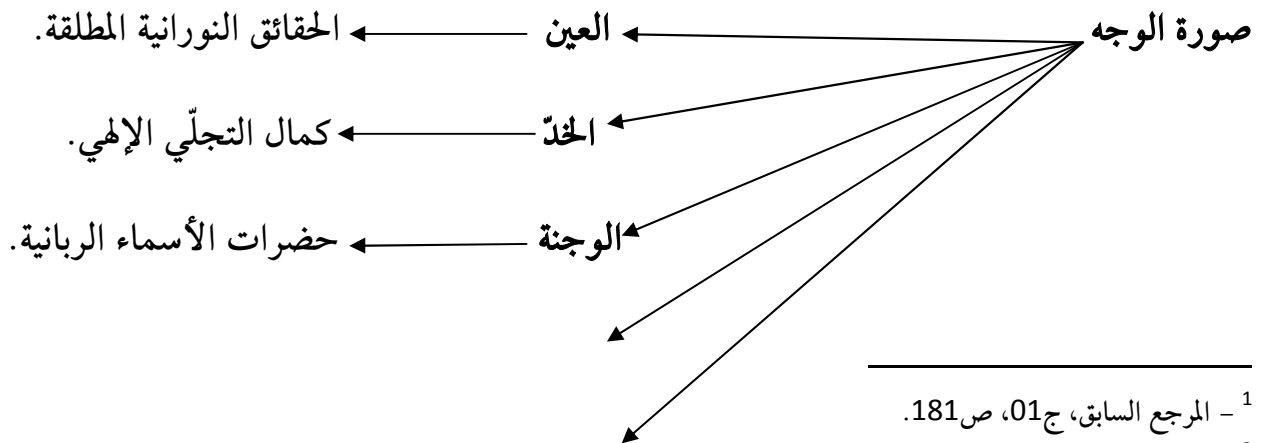 صورة الوجه العين الحقائق النورانية المطلقة.
الخدّ كمال التجلّي الإلهي.
الوجنة حضرات الأسماء الربانية.
1 – المرجع السابق، ج01، ص181.